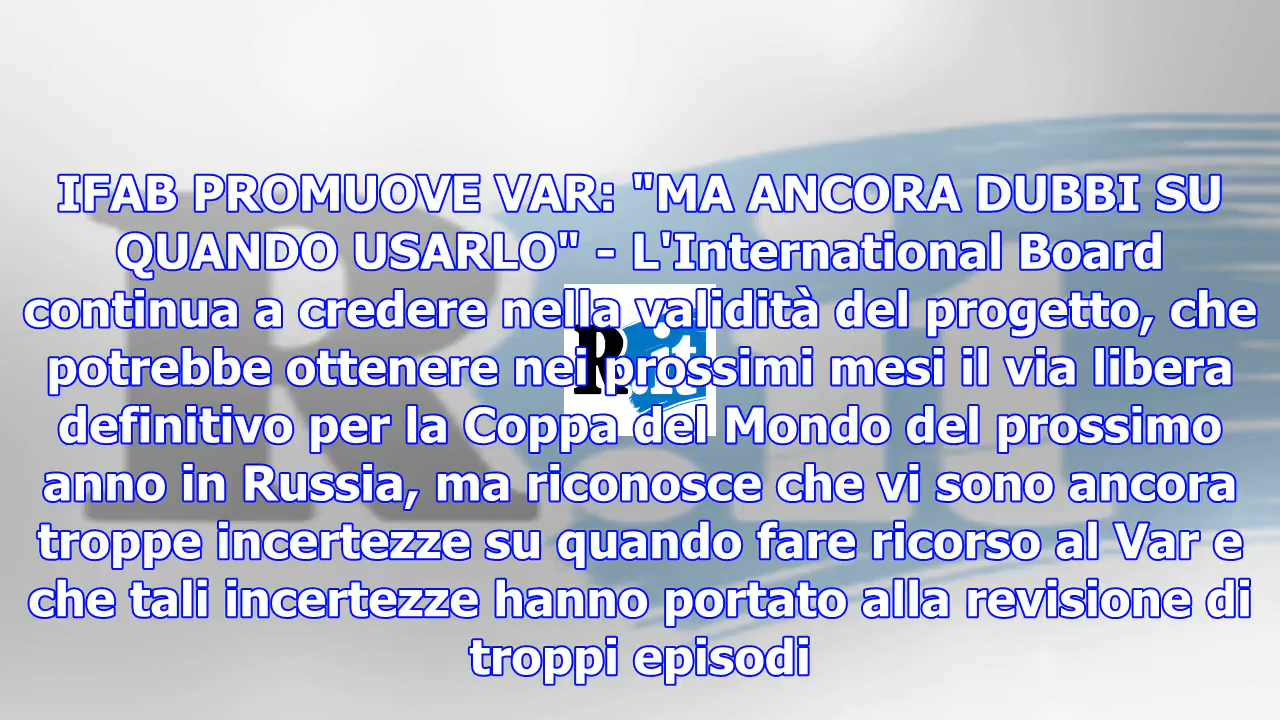 IFAB PROMUOVE VAR: "MA ANCORA DUBBI SU
QUANDO USARLO" - L'International Board
continua a credere nella validità del progetto, che
potrebbe ottenere nei prossimi mesi il via libera
definitivo per la Coppa del Mondo del prossimo
anno in Russia, ma riconosce che vi sono ancora
troppe incertezze su quando fare ricorso al Var e
che tali incertezze hanno portato alla revisione di
troppi episodi
R.it